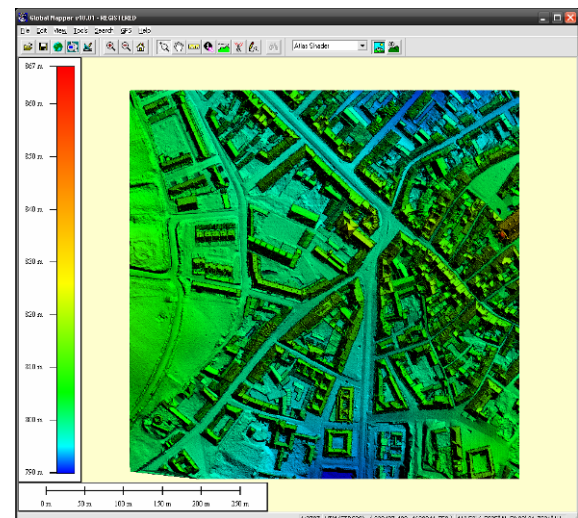 Global Mapper v10.01 - REGISTERED
File Edit View Tools Search GPS Help
Atlas Shader
867 m
860 m
850 m
840 m
830 m
820 m
810 m
800 m
790 m
0 m 50 m 100 m 150 m 200 m 250 m